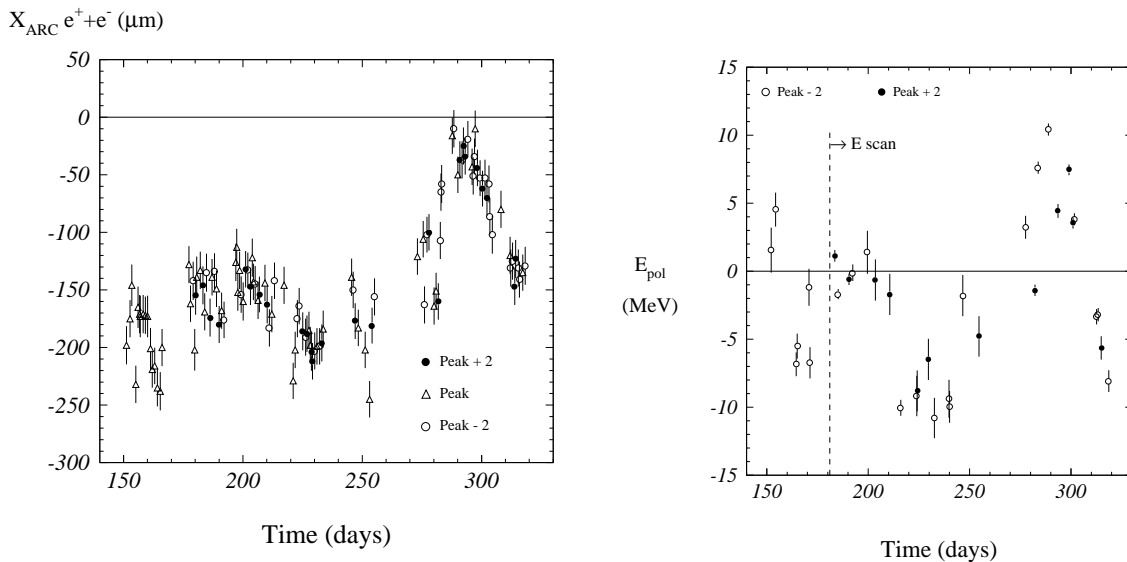 X_ARC e⁺+e⁻ (μm)
50
0
-50
-100
-150
-200
-250
-300
150
200
250
300
Peak + 2
Peak
Peak - 2
Time (days)
15
10
5
0
-5
-10
-15
150
200
250
300
Peak - 2
Peak + 2
→ E scan
E_pol
(MeV)
Time (days)